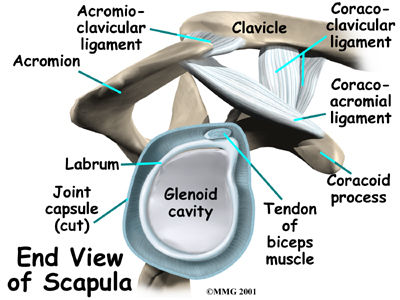 Acromio-
clavicular
ligament
Clavicle
Coraco-
clavicular
ligament
Acromion
Coraco-
acromial
ligament
Labrum
Joint
capsule
(cut)
Glenoid
cavity
Tendon
of
biceps
muscle
Coracoid
process
End View
of Scapula
©MMG 2001